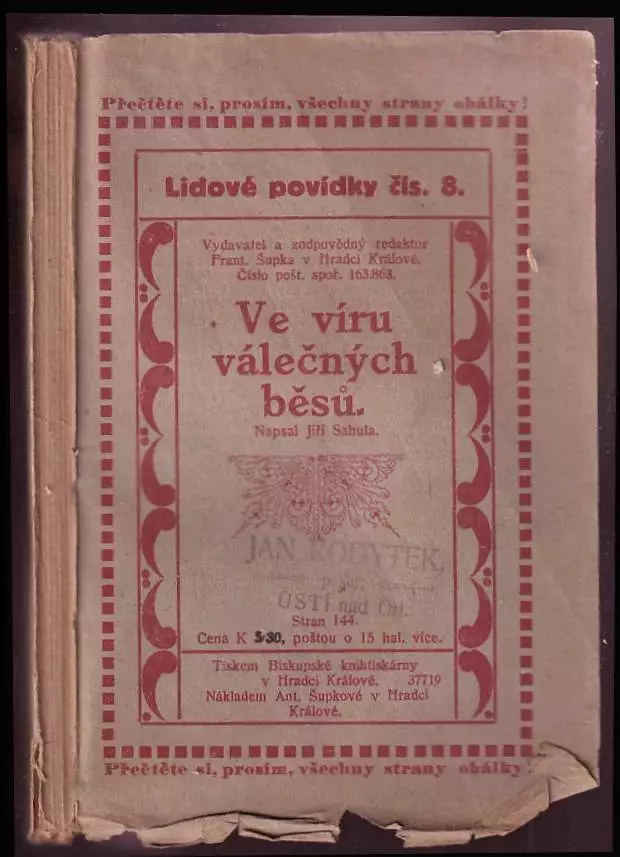 Přečtěte si, prosím, všechny strany obálky!
Lidové povídky čís. 8.
Vydavatel a zodpovědný redaktor
Frant. Šupka v Hradci Králové.
Číslo pošt. spoř. 163.863.
Ve víru
válečných
běsů.
Napsal Jiří Sahula.
JAN KODYTEK,
ÚSTÍ nad Orl.
Stran 144.
Cena K 5·30, poštou o 15 hal. více.
Tiskem Biskupské knihtiskárny
v Hradci Králové. 37719
Nákladem Ant. Šupkové v Hradci
Králové.
Přečtěte si, prosím, všechny strany obálky!